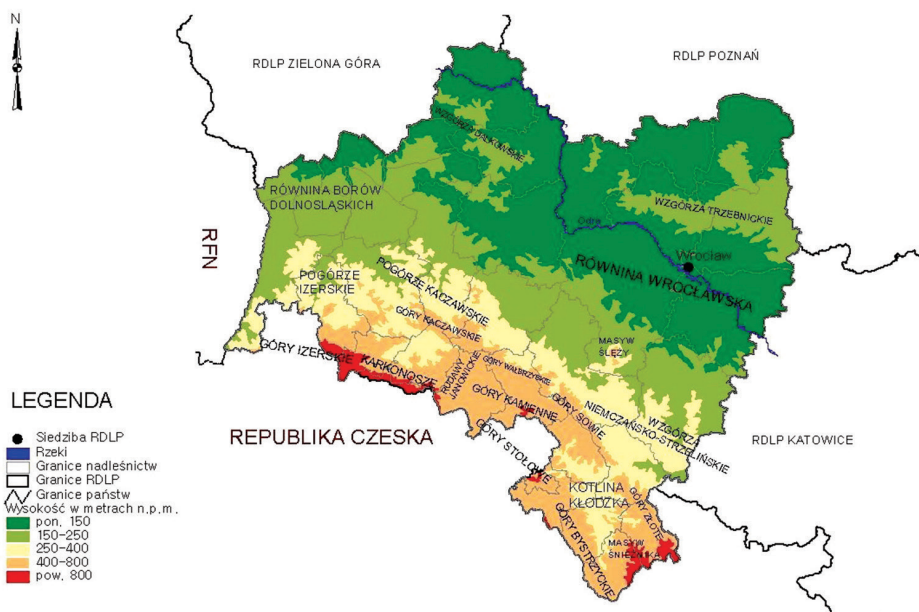 N
RDLP ZIELONA GÓRA
RDLP POZNAŃ
WZGÓRZA DALKOWSKIE
RÓWNINA BORÓW
DOLNOŚLĄSKICH
WZGÓRZA TRZEBNICKIE
Odra
RFN
Wrocław
RÓWNINA WROCŁAWSKA
POGÓRZE
IZERSKIE
POGÓRZE KACZAWSKIE
GÓRY KACZAWSKIE
MASYW
ŚLĘŻY
GÓRY IZERSKIE
KARKONOSZE
RUDAWY
JANOWICKIE
GÓRY WAŁBRZYSKIE
GÓRY KAMIENNE
GÓRY SOWIE
WZGÓRZA
NIEMCZAŃSKO-STRZELIŃSKIE
REPUBLIKA CZESKA
RDLP KATOWICE
GÓRY STOŁOWE
KOTLINA
KŁODZKA
GÓRY ZŁOTE
GÓRY BYSTRZYCKIE
MASYW
ŚNIEŻNIKA
LEGENDA
Siedziba RDLP
Rzeki
Granice nadleśnictw
Granice RDLP
Granice państw
Wysokość w metrach n.p.m.
pon. 150
150-250
250-400
400-800
pow. 800